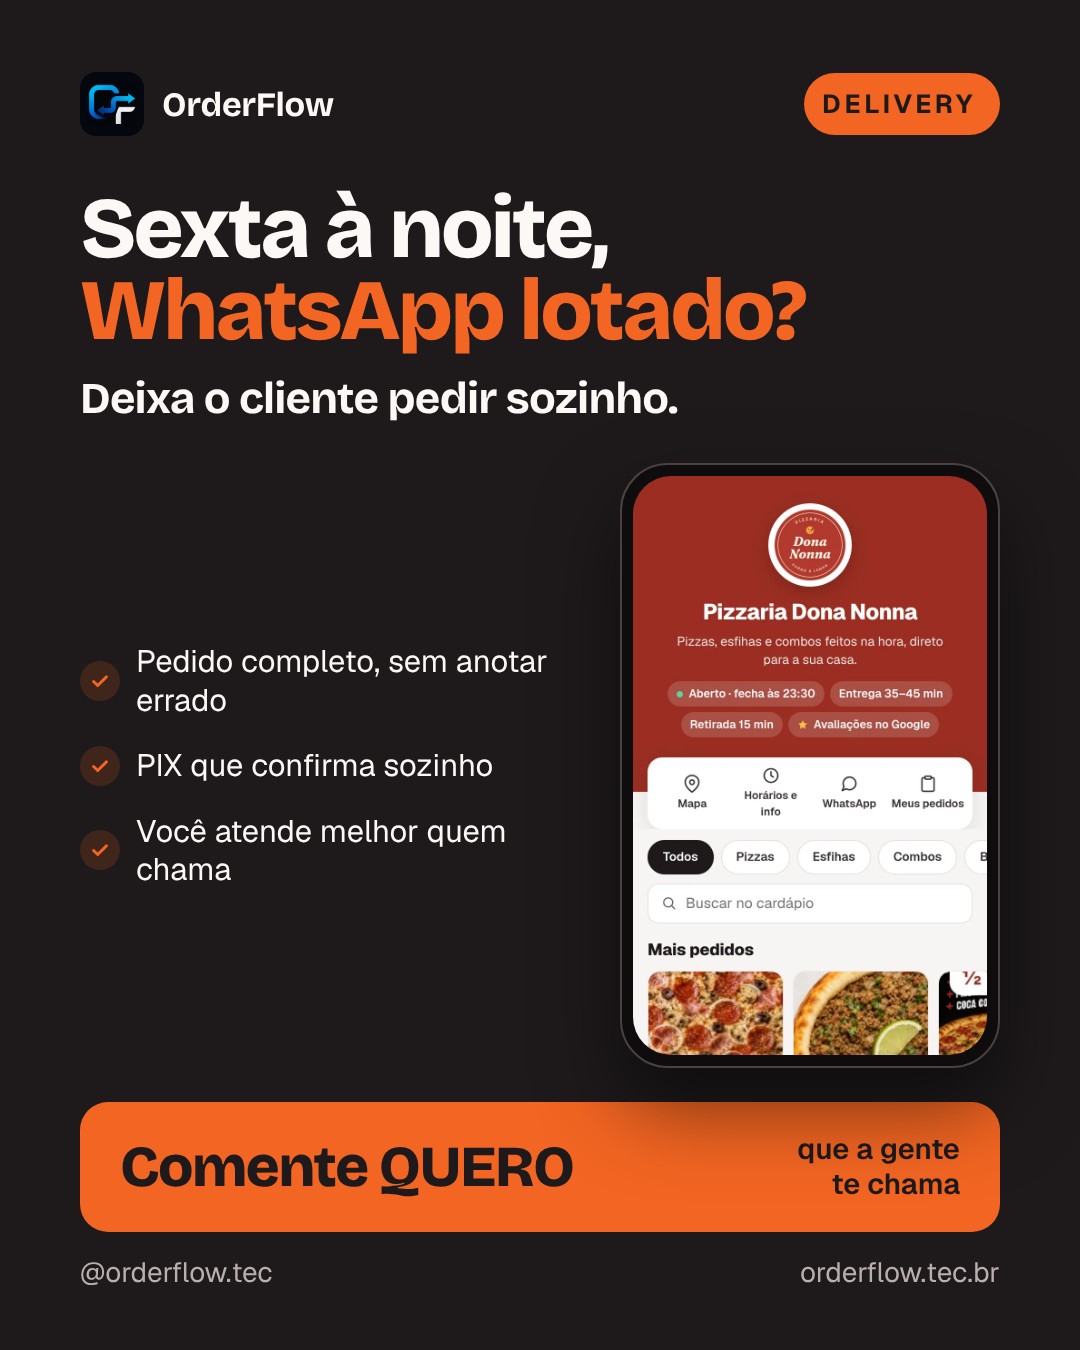 OrderFlow
DELIVERY
Sexta à noite,
WhatsApp lotado?
Deixa o cliente pedir sozinho.
Pedido completo, sem anotar
errado
PIX que confirma sozinho
Você atende melhor quem
chama
PIZZARIA
Dona
Nonna
Pizzaria Dona Nonna
Pizzas, esfihas e combos feitos na hora, direto
para a sua casa.
Aberto · fecha às 23:30
Entrega 35–45 min
Retirada 15 min
Avaliações no Google
Mapa
Horários e
info
WhatsApp
Meus pedidos
Todos
Pizzas
Esfihas
Combos
B
Buscar no cardápio
Mais pedidos
½
Comente QUERO
que a gente
te chama
@orderflow.tec
orderflow.tec.br